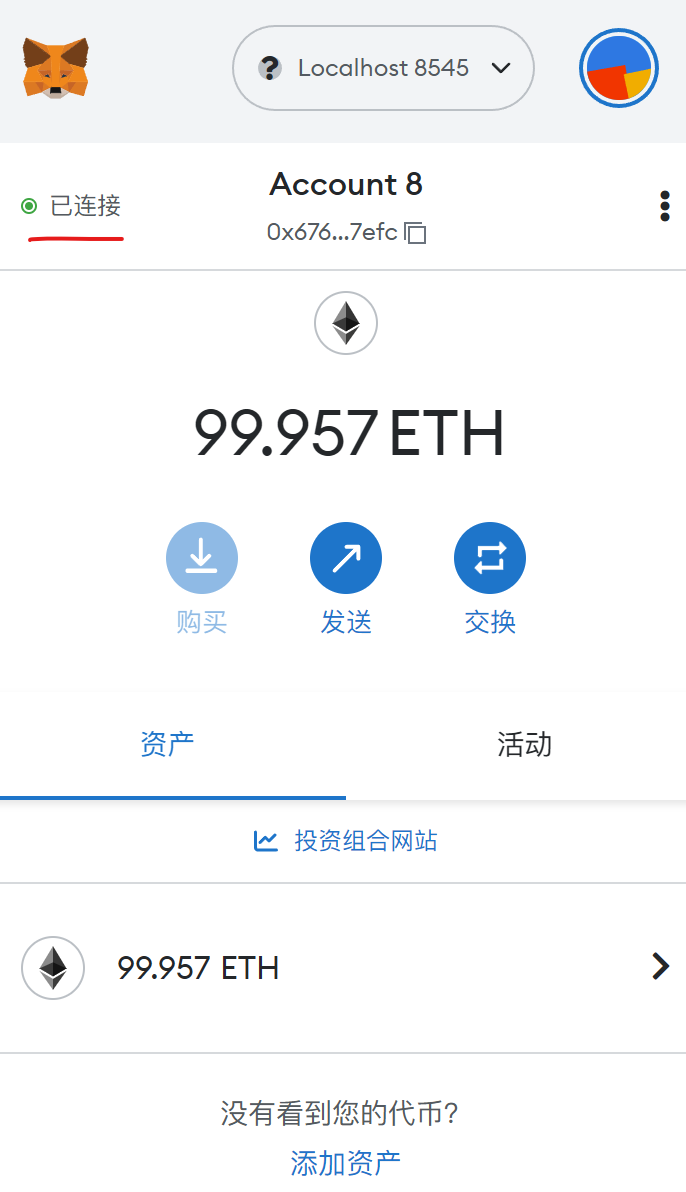 Localhost 8545
已连接
Account 8
0x676...7efc
99.957 ETH
购买
发送
交换
资产
活动
投资组合网站
99.957 ETH
没有看到您的代币?
添加资产